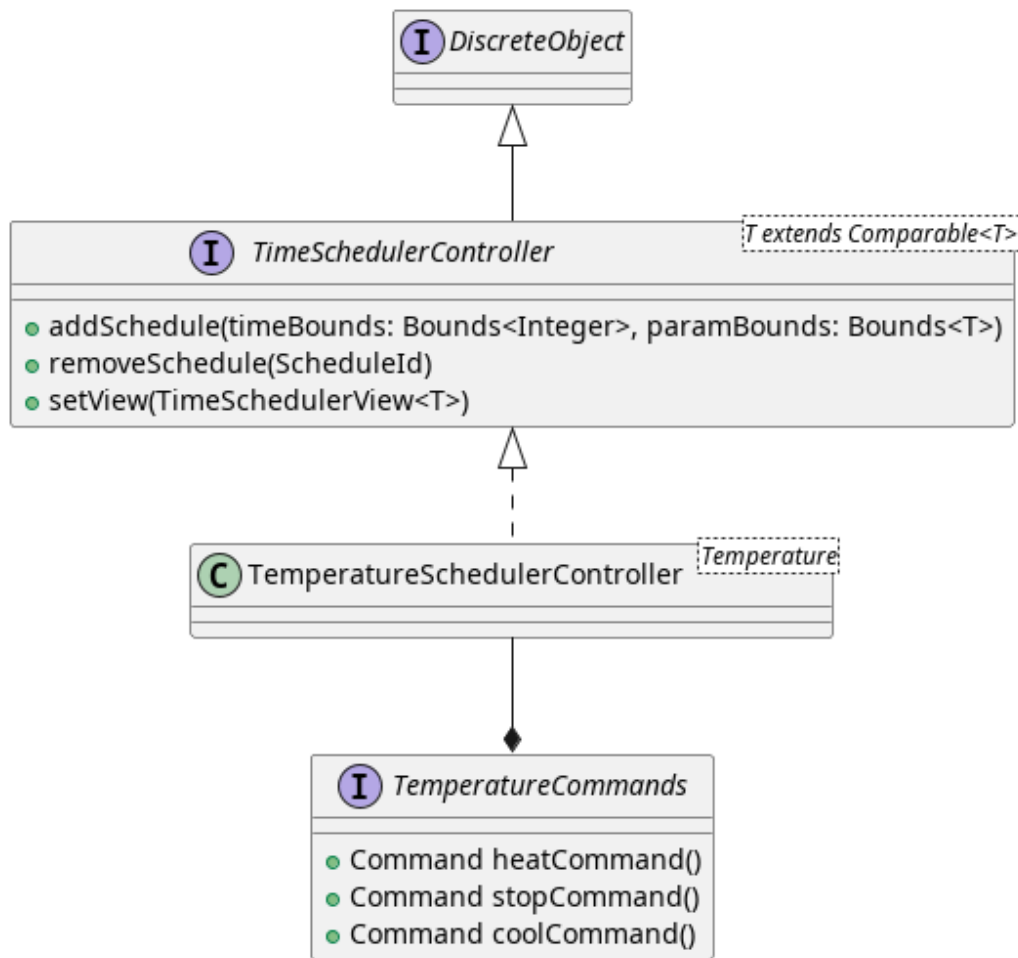 I DiscreteObject
T extends Comparable<T>
I TimeSchedulerController
addSchedule(timeBounds: Bounds<Integer>, paramBounds: Bounds<T>)
removeSchedule(ScheduleId)
setView(TimeSchedulerView<T>)
Temperature
C TemperatureSchedulerController
I TemperatureCommands
Command heatCommand()
Command stopCommand()
Command coolCommand()